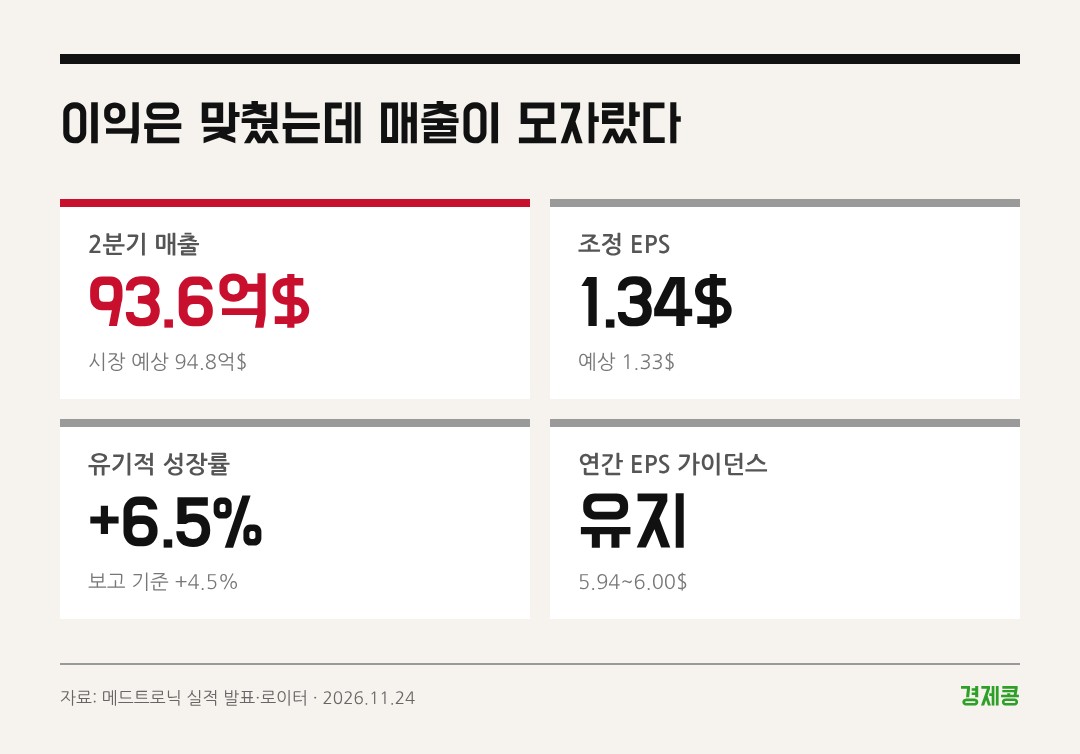 이익은 맞췄는데 매출이 모자랐다
2분기 매출
93.6억$
시장 예상 94.8억$
조정 EPS
1.34$
예상 1.33$
유기적 성장률
+6.5%
보고 기준 +4.5%
연간 EPS 가이던스
유지
5.94~6.00$
자료: 메드트로닉 실적 발표·로이터 · 2026.11.24
경제콩